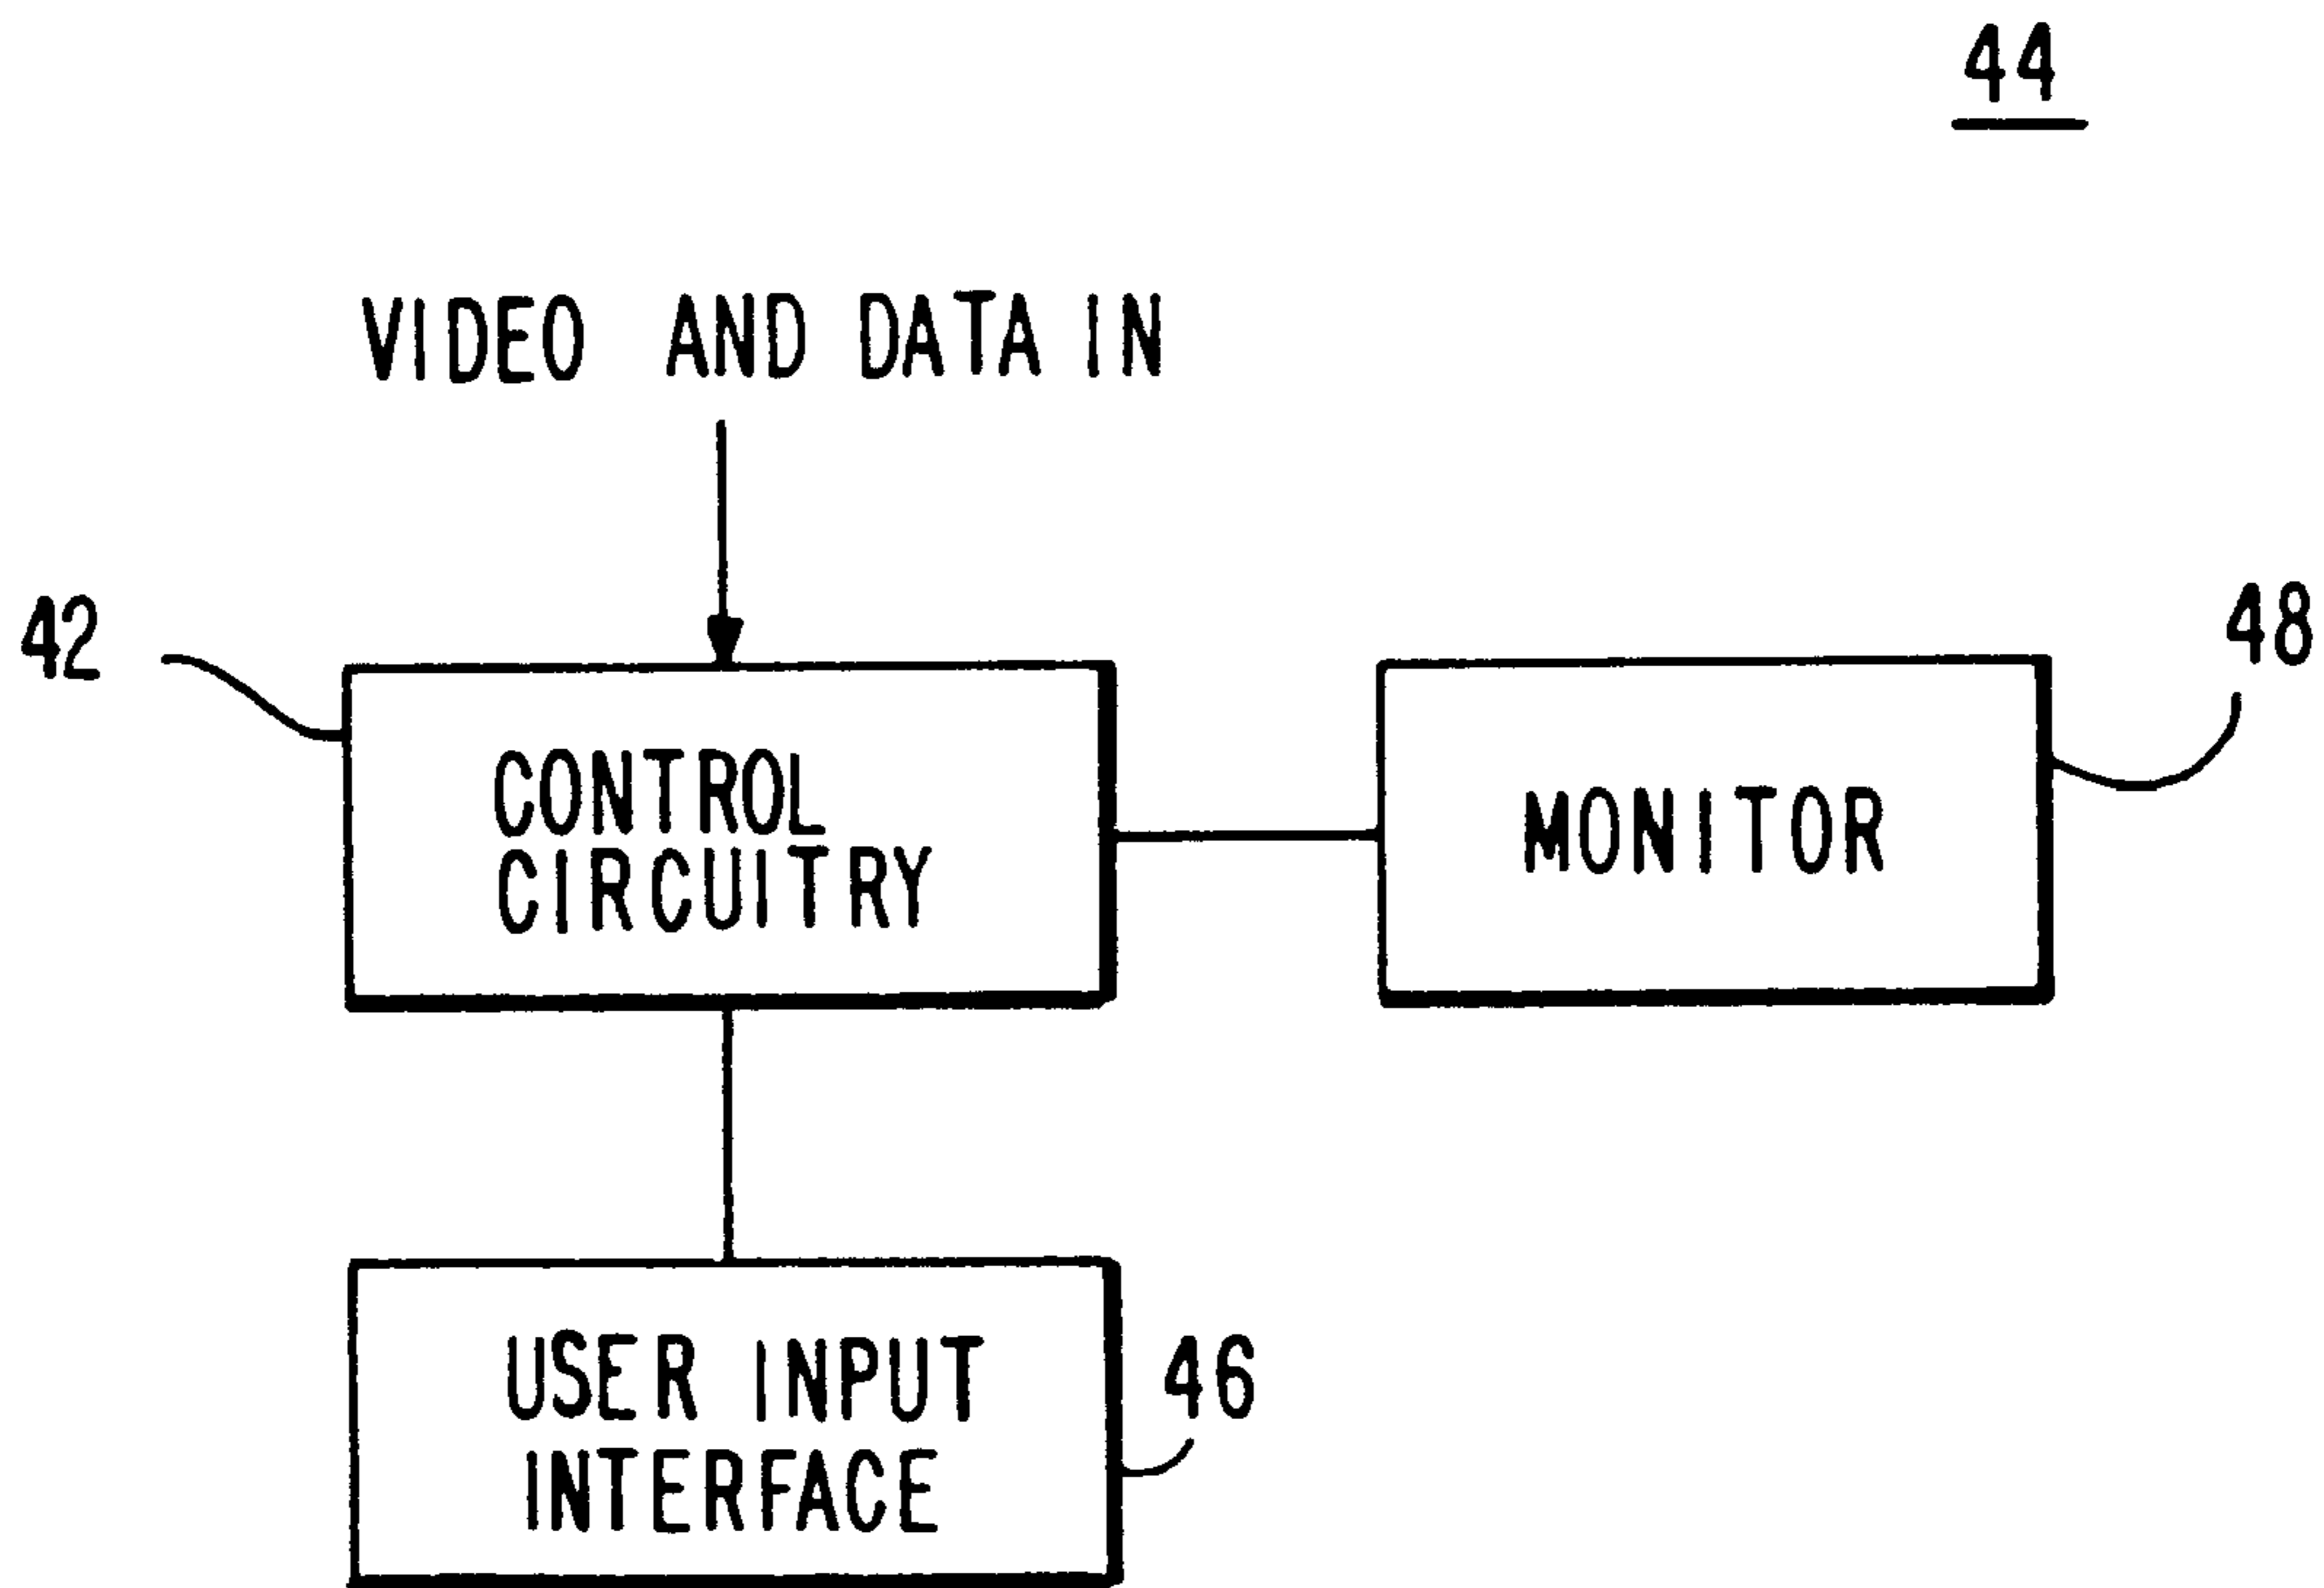 44
VIDEO AND DATA IN
42
48
CONTROL
CIRCUITRY
MONITOR
USER INPUT
INTERFACE
46